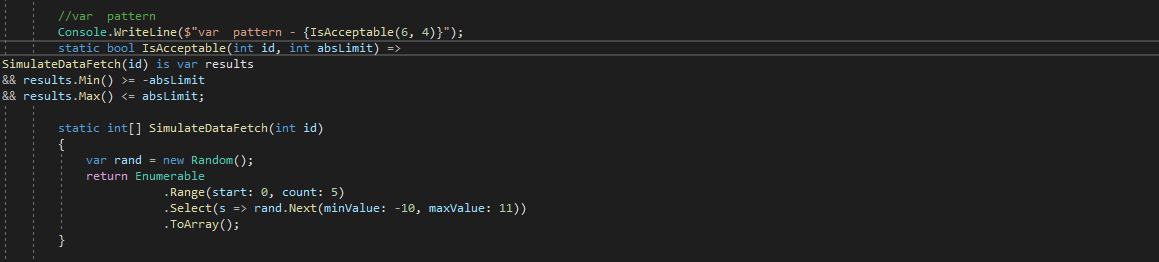 //var  pattern
Console.WriteLine($"var  pattern - {IsAcceptable(6, 4)}");
static bool IsAcceptable(int id, int absLimit) =>
SimulateDataFetch(id) is var results
&& results.Min() >= -absLimit
&& results.Max() <= absLimit;
static int[] SimulateDataFetch(int id)
{
var rand = new Random();
return Enumerable
.Range(start: 0, count: 5)
.Select(s => rand.Next(minValue: -10, maxValue: 11))
.ToArray();
}